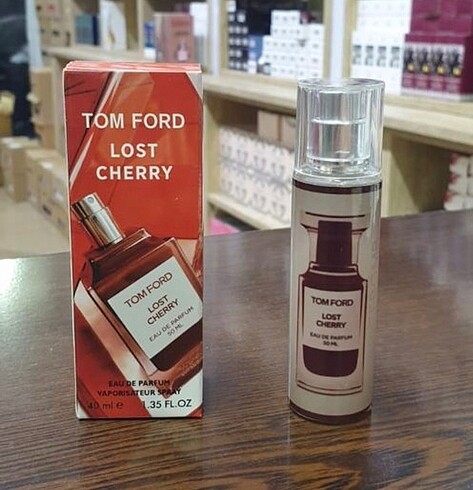 TOM FORD
LOST
CHERRY
TOM FORD
LOST
CHERRY
EAU DE PARFUM
50 ML
EAU DE PARFUM
VAPORISATEUR SPRAY
40 ml e 1.35 FL.OZ
TOM FORD
LOST
CHERRY
EAU DE PARFUM
50 ML